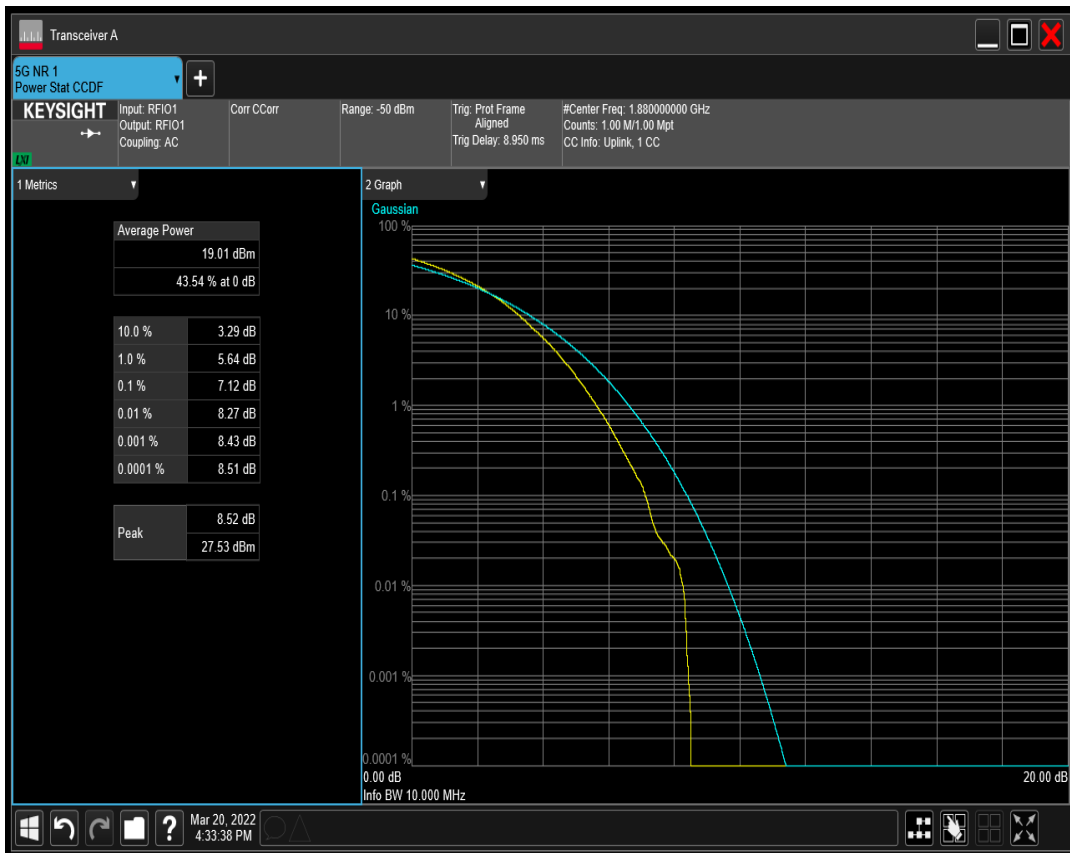 Transceiver A
5G NR 1
Power Stat CCDF
+
KEYSIGHT
LXI
Input: RFIO1
Output: RFIO1
Coupling: AC
Corr CCorr
Range: -50 dBm
Trig: Prot Frame
Aligned
Trig Delay: 8.950 ms
#Center Freq: 1.880000000 GHz
Counts: 1.00 M/1.00 Mpt
CC Info: Uplink, 1 CC
1 Metrics
Average Power
19.01 dBm
43.54 % at 0 dB
10.0 % 3.29 dB
1.0 % 5.64 dB
0.1 % 7.12 dB
0.01 % 8.27 dB
0.001 % 8.43 dB
0.0001 % 8.51 dB
Peak
8.52 dB
27.53 dBm
2 Graph
Gaussian
100 %
10 %
1 %
0.1 %
0.01 %
0.001 %
0.0001 %
0.00 dB 20.00 dB
Info BW 10.000 MHz
?
Mar 20, 2022
4:33:38 PM